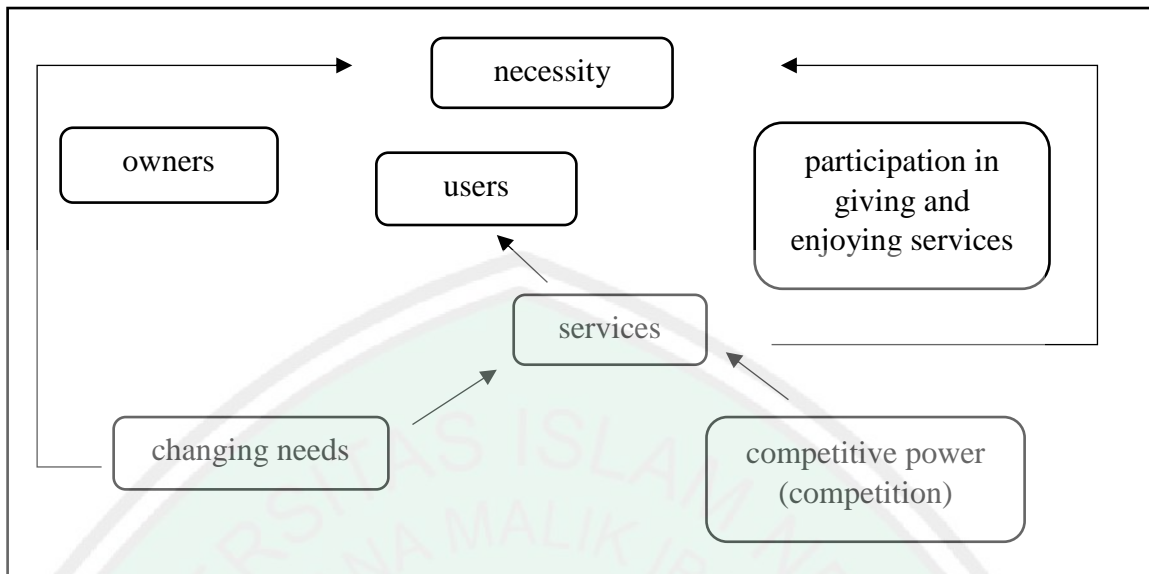 necessity
owners
users
participation in
giving and
enjoying services
services
changing needs
competitive power
(competition)